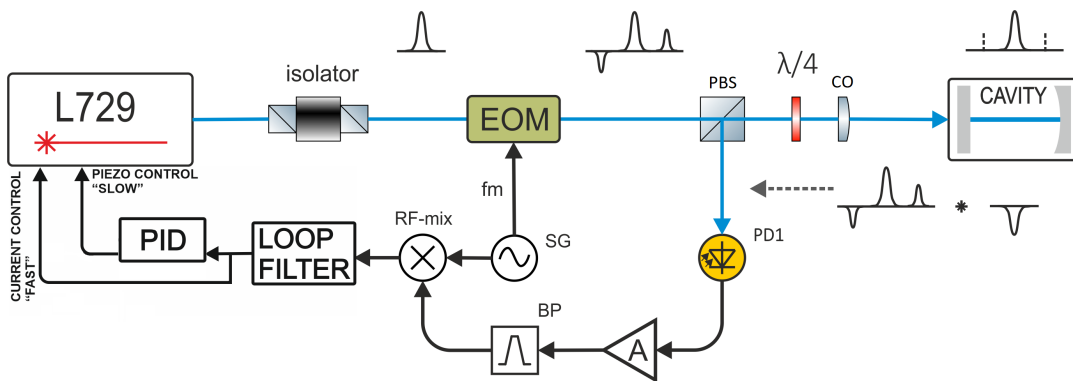 isolator
λ/4
PBS
CO
L729
EOM
CAVITY
PIEZO CONTROL
“SLOW”
fm
CURRENT CONTROL
“FAST”
RF-mix
SG
PD1
PID
LOOP
FILTER
BP
A